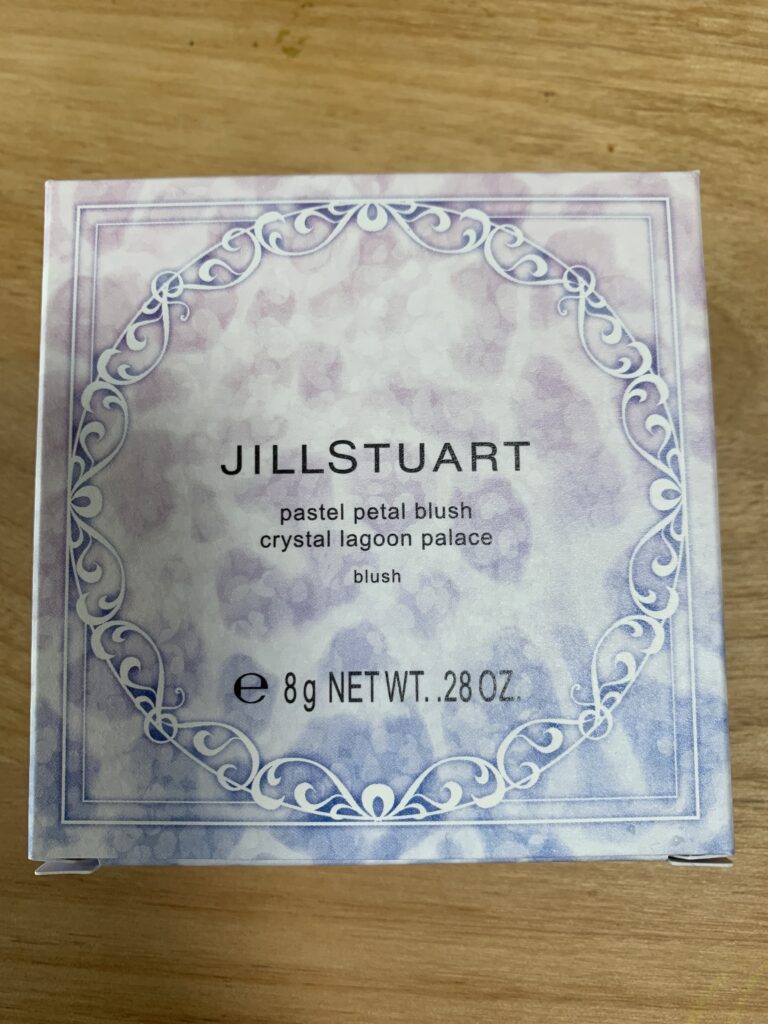 JILLSTUART
pastel petal blush
crystal lagoon palace
blush
℮ 8g NET WT. .28 OZ.